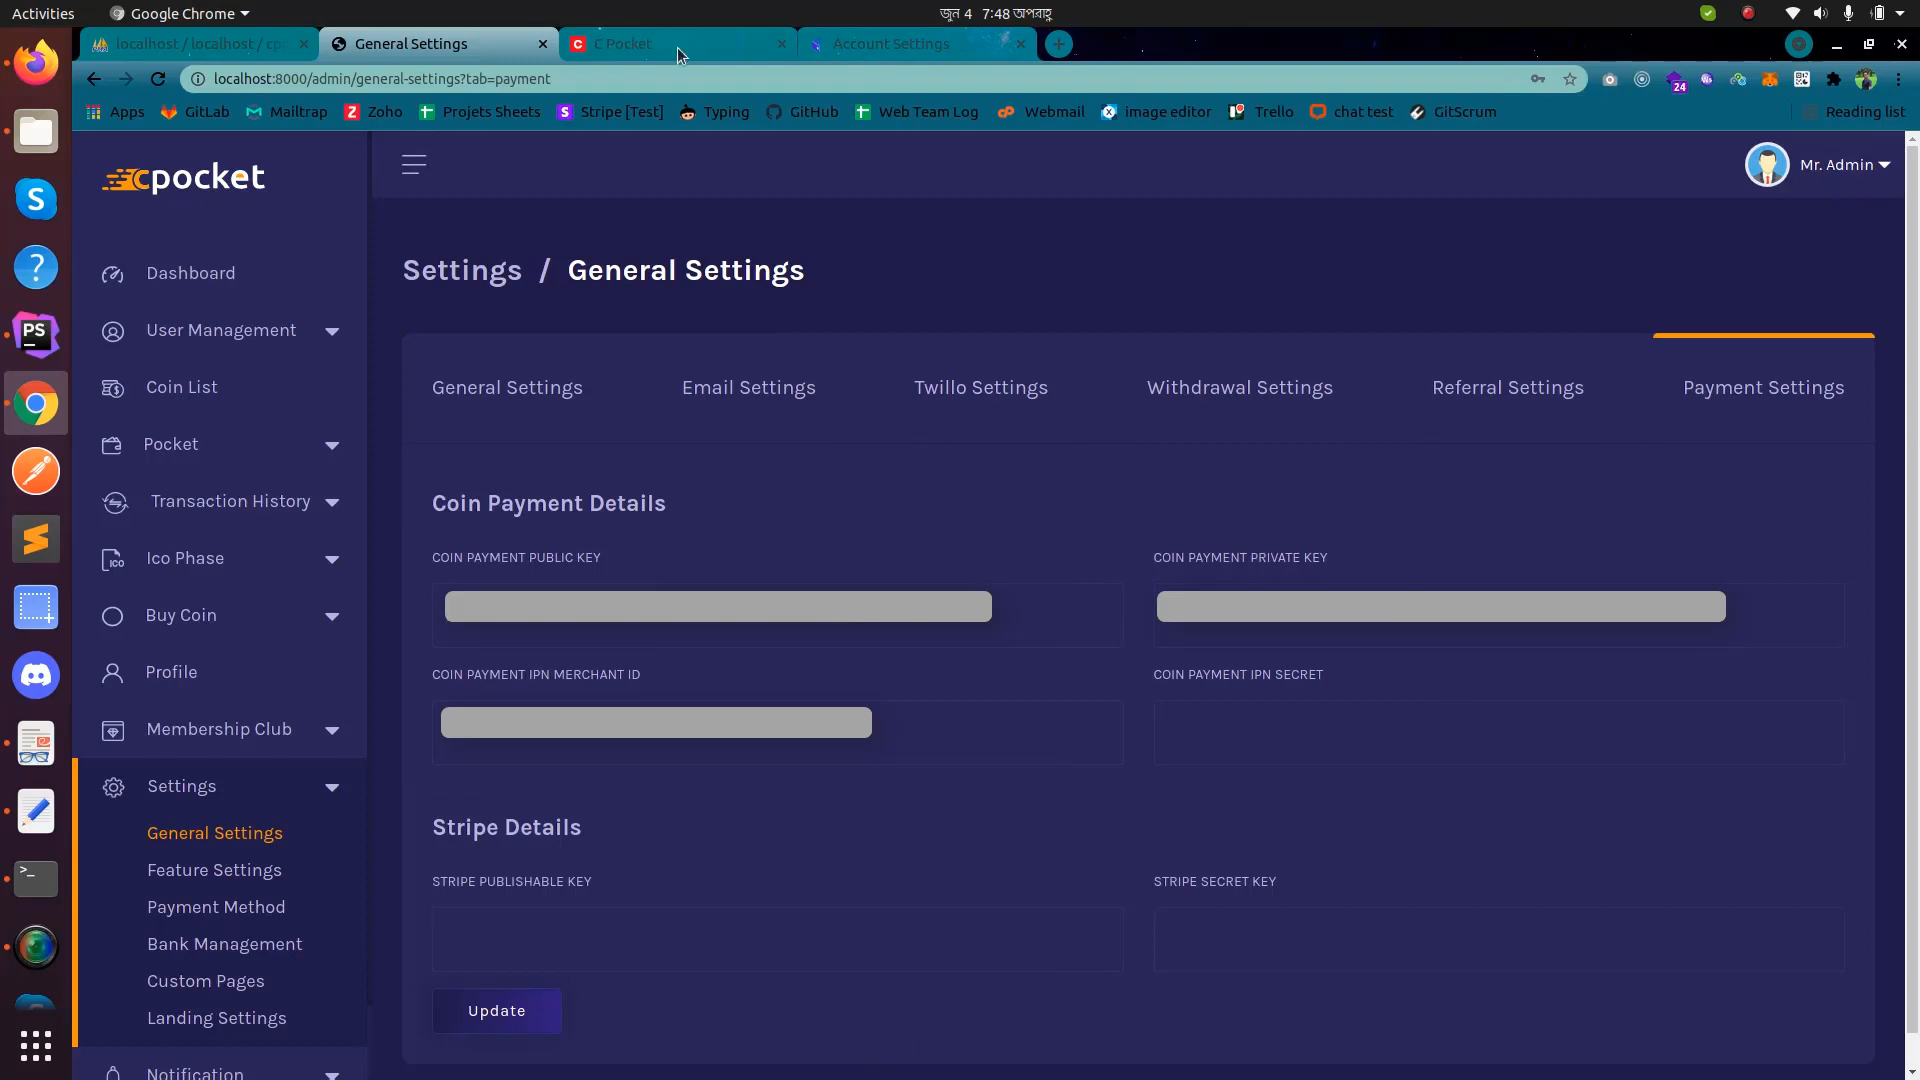 Activities
Google Chrome
জুন 4 7:48 অপরাহ্ণ
localhost / localhost / cp
General Settings
C Pocket
Account Settings
localhost:8000/admin/general-settings?tab=payment
24
Apps
GitLab
Mailtrap
Zoho
Projets Sheets
Stripe [Test]
Typing
GitHub
Web Team Log
Webmail
image editor
Trello
chat test
GitScrum
Reading list
cpocket
Mr. Admin
Dashboard
User Management
Coin List
Pocket
Transaction History
Ico Phase
Buy Coin
Profile
Membership Club
Settings
General Settings
Feature Settings
Payment Method
Bank Management
Custom Pages
Landing Settings
Notification
Settings / General Settings
General Settings
Email Settings
Twillo Settings
Withdrawal Settings
Referral Settings
Payment Settings
Coin Payment Details
COIN PAYMENT PUBLIC KEY
COIN PAYMENT PRIVATE KEY
COIN PAYMENT IPN MERCHANT ID
COIN PAYMENT IPN SECRET
Stripe Details
STRIPE PUBLISHABLE KEY
STRIPE SECRET KEY
Update